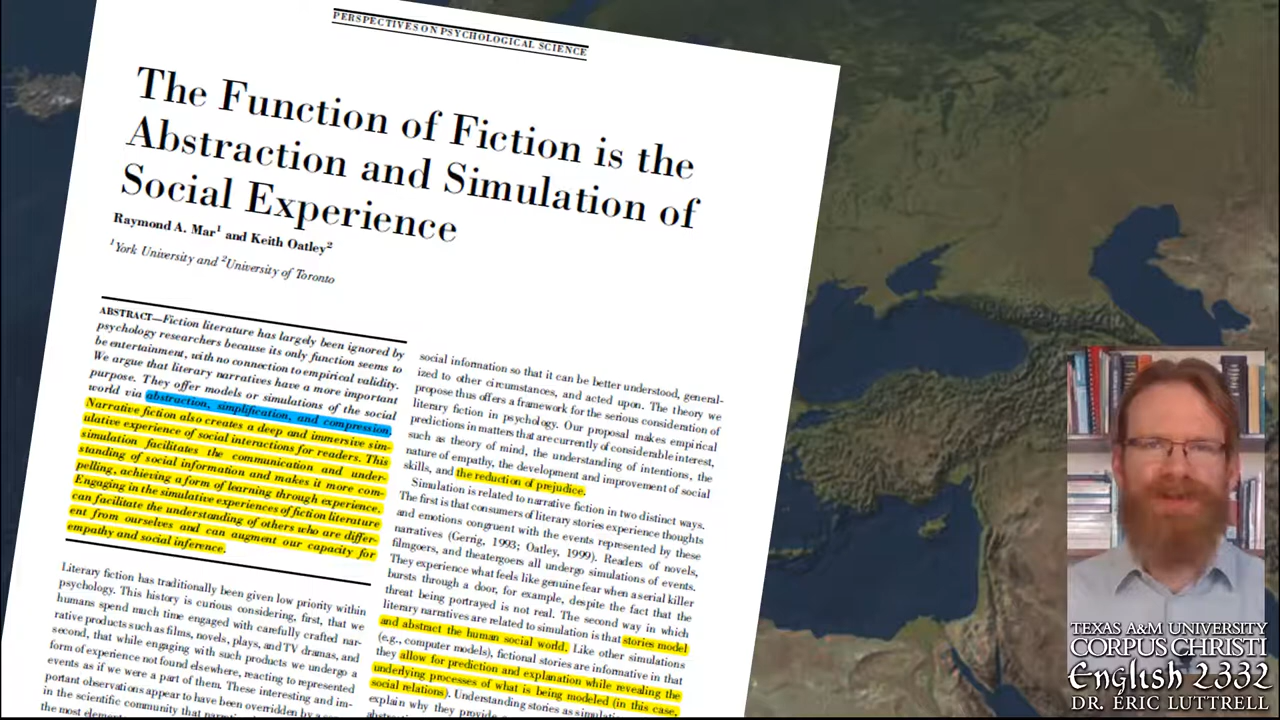 PERSPECTIVES ON PSYCHOLOGICAL SCIENCE
The Function of Fiction is the
Abstraction and Simulation of
Social Experience
Raymond A. Mar¹ and Keith Oatley²
¹York University and ²University of Toronto
ABSTRACT—Fiction literature has largely been ignored by
psychology researchers because its only function seems to
be entertainment, with no connection to empirical validity.
We argue that literary narratives have a more important
purpose. They offer models or simulations of the social
world via abstraction, simplification, and compression.
Narrative fiction also creates a deep and immersive sim-
ulative experience of social interactions for readers. This
simulation facilitates the communication and under-
standing of social information and makes it more com-
pelling, achieving a form of learning through experience.
Engaging in the simulative experiences of fiction literature
can facilitate the understanding of others who are differ-
ent from ourselves and can augment our capacity for
empathy and social inference.
Literary fiction has traditionally been given low priority within
psychology. This history is curious considering, first, that we
humans spend much time engaged with carefully crafted nar-
rative products such as films, novels, plays, and TV dramas, and
second, that while engaging with such products we undergo a
form of experience not found elsewhere, reacting to represented
events as if we were a part of them. These interesting and im-
portant observations appear to have been overridden by a
in the scientific community that
the most
social information so that it can be better understood, general-
ized to other circumstances, and acted upon. The theory we
propose thus offers a framework for the serious consideration of
literary fiction in psychology. Our proposal makes empirical
predictions in matters that are currently of considerable interest,
such as theory of mind, the understanding of intentions, the
nature of empathy, the development and improvement of social
skills, and the reduction of prejudice.
Simulation is related to narrative fiction in two distinct ways.
The first is that consumers of literary stories experience thoughts
and emotions congruent with the events represented by these
narratives (Gerrig, 1993; Oatley, 1999). Readers of novels,
filmgoers, and theatergoers all undergo simulations of events.
They experience what feels like genuine fear when a serial killer
bursts through a door, for example, despite the fact that the
threat being portrayed is not real. The second way in which
literary narratives are related to simulation is that stories model
and abstract the human social world. Like other simulations
(e.g., computer models), fictional stories are informative in that
they allow for prediction and explanation while revealing the
underlying processes of what is being modeled (in this case,
social relations). Understanding stories as
explain why they provide
TEXAS A&M UNIVERSITY
CORPUS CHRISTI
English 2332
DR. ERIC LUTTRELL